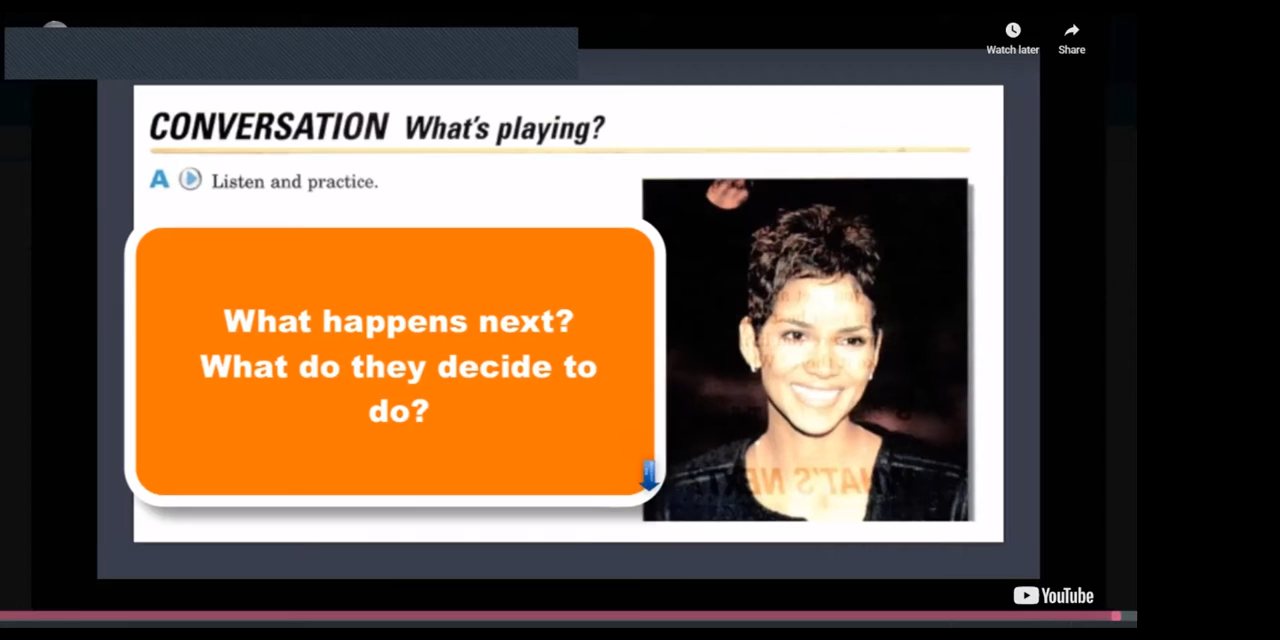 Watch later Share
CONVERSATION What's playing?
A Listen and practice.
What happens next?
What do they decide to
do?
YouTube